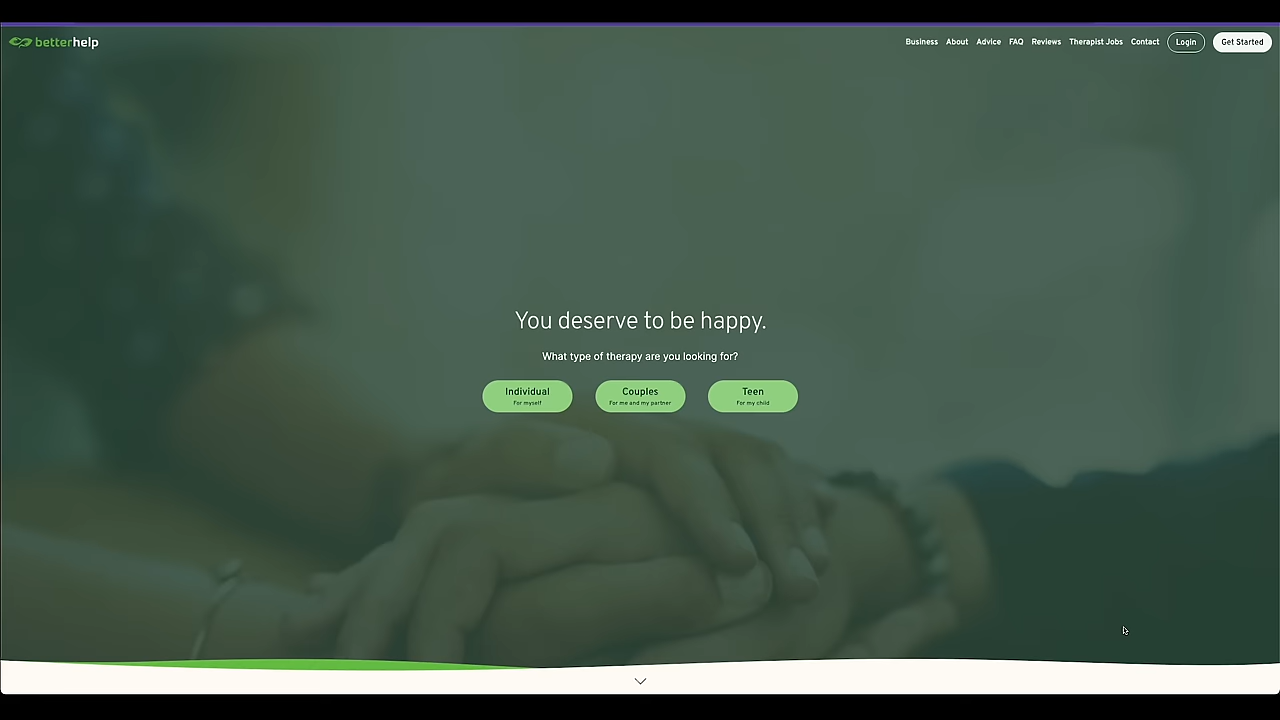 betterhelp
Business About Advice FAQ Reviews Therapist Jobs Contact Login Get Started
You deserve to be happy.
What type of therapy are you looking for?
Individual Couples Teen
For myself For me and my partner For my child